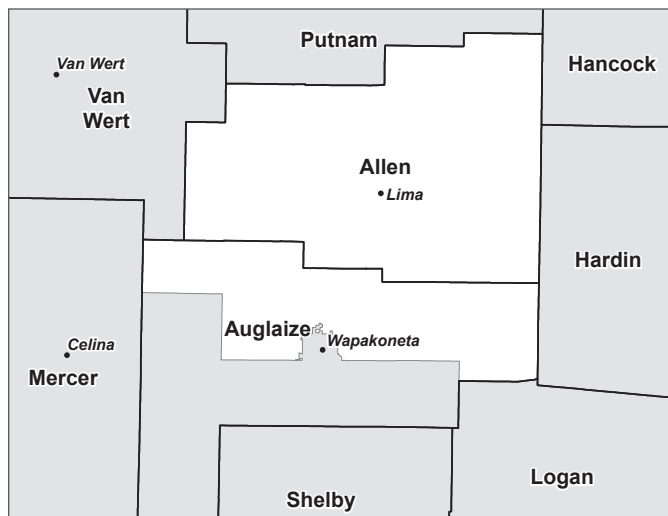 Putnam
Van Wert
Hancock
Van
Wert
Allen
Lima
Hardin
Auglaize
Wapakoneta
Celina
Mercer
Logan
Shelby